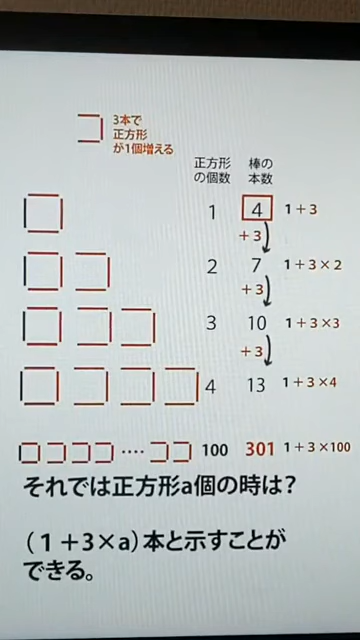 3本で
正方形
が1個増える
正方形 棒の
の個数 本数
1 4 1+3
+3
2 7 1+3×2
+3
3 10 1+3×3
+3
4 13 1+3×4
‥‥ 100 301 1+3×100
それでは正方形a個の時は?
(1+3×a)本と示すことが
できる。